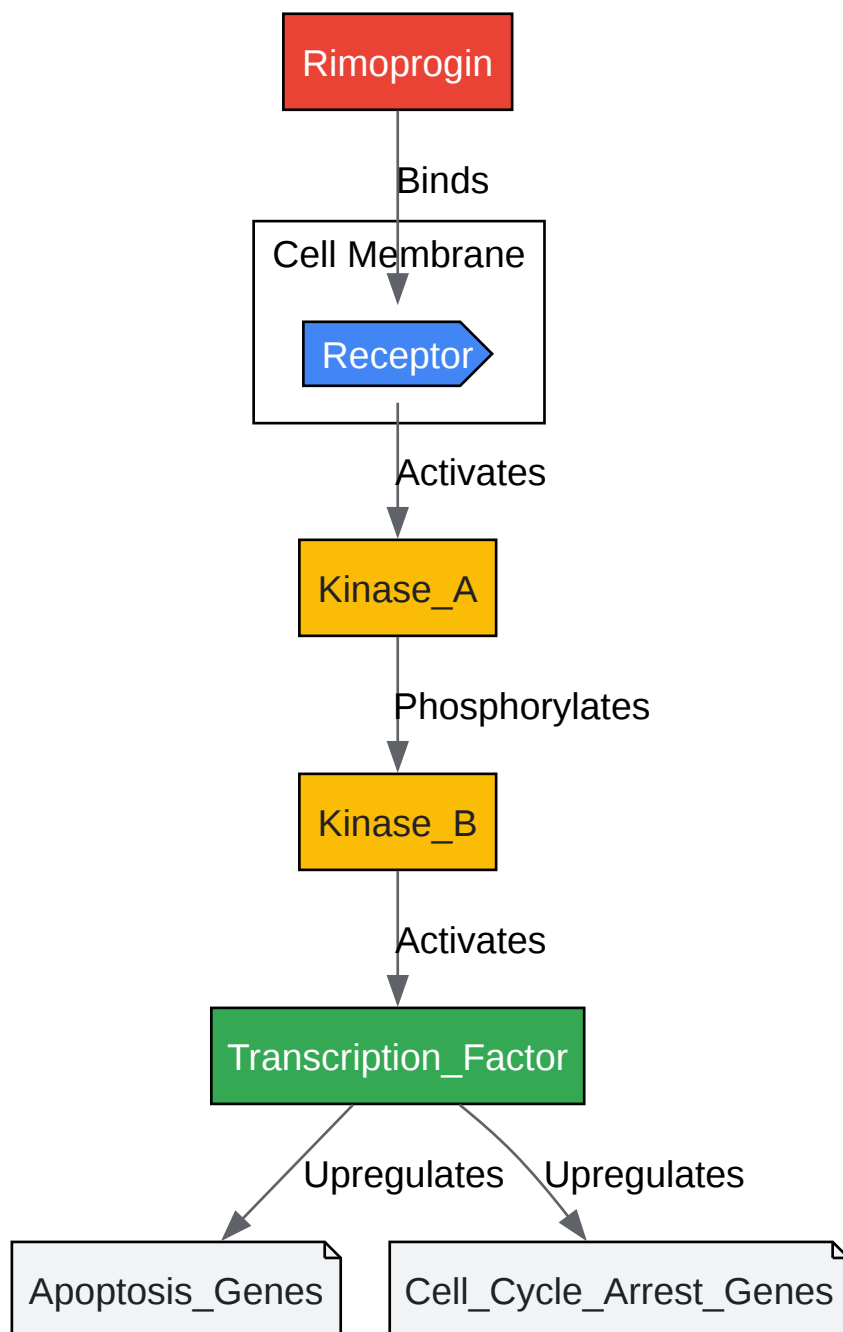 Rimoprogin
Binds
Cell Membrane
Receptor
Activates
Kinase_A
Phosphorylates
Kinase_B
Activates
Transcription_Factor
Upregulates
Upregulates
Apoptosis_Genes
Cell_Cycle_Arrest_Genes